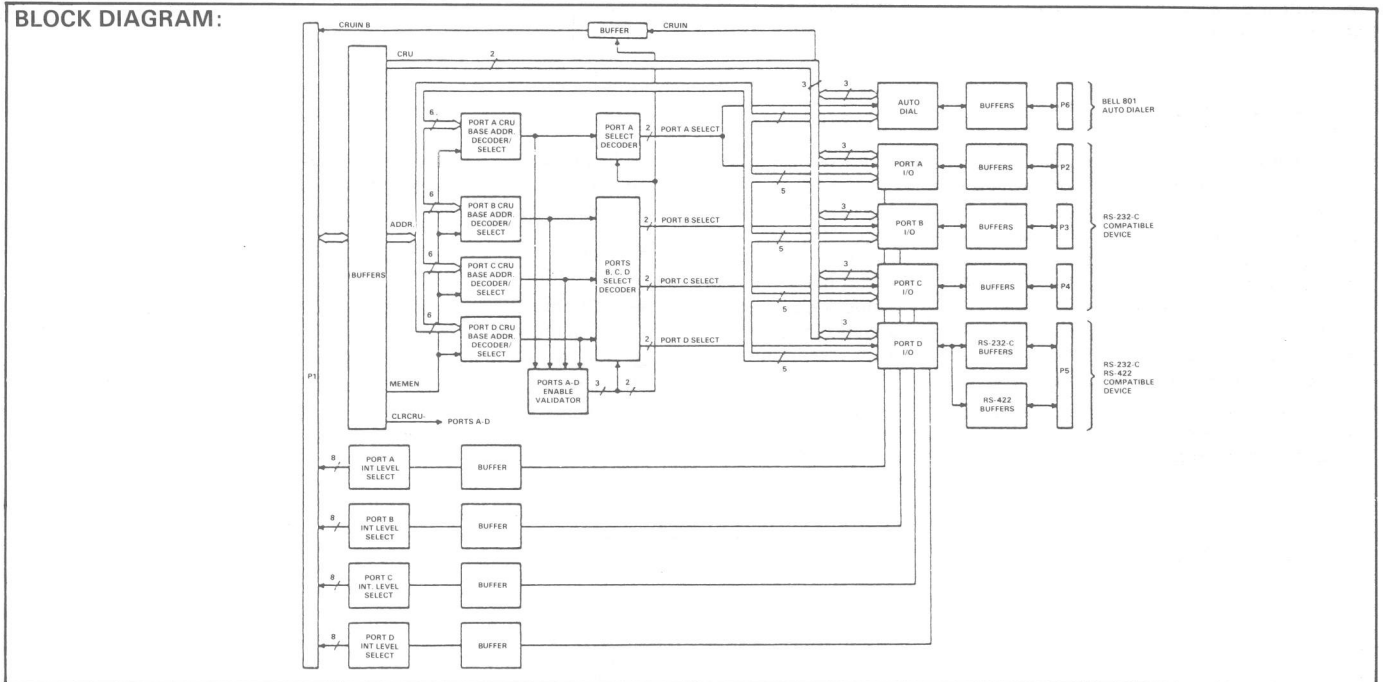 BLOCK DIAGRAM:
CRUIN B
BUFFER
CRUIN
CRU
2
3
3
AUTO
DIAL
BUFFERS
P6
BELL 801
AUTO DIALER
6
PORT A CRU
BASE ADDR.
DECODER/
SELECT
PORT A
SELECT
DECODER
2
PORT A SELECT
3
PORT A
I/O
BUFFERS
P2
5
6
PORT B CRU
BASE ADDR.
DECODER/
SELECT
ADDR.
PORTS
B, C, D
SELECT
DECODER
2
PORT B SELECT
3
PORT B
I/O
BUFFERS
P3
5
RS-232-C
COMPATIBLE
DEVICE
BUFFERS
6
PORT C CRU
BASE ADDR.
DECODER/
SELECT
2
PORT C SELECT
3
PORT C
I/O
BUFFERS
P4
5
6
PORT D CRU
BASE ADDR.
DECODER/
SELECT
2
PORT D SELECT
3
PORT D
I/O
RS-232-C
BUFFERS
5
P5
RS-232-C
RS-422
COMPATIBLE
DEVICE
RS-422
BUFFERS
P1
MEMEN
PORTS A-D
ENABLE
VALIDATOR
3
2
CLRCRU-
PORTS A-D
8
PORT A
INT LEVEL
SELECT
BUFFER
8
PORT B
INT LEVEL
SELECT
BUFFER
8
PORT C
INT. LEVEL
SELECT
BUFFER
8
PORT D
INT LEVEL
SELECT
BUFFER